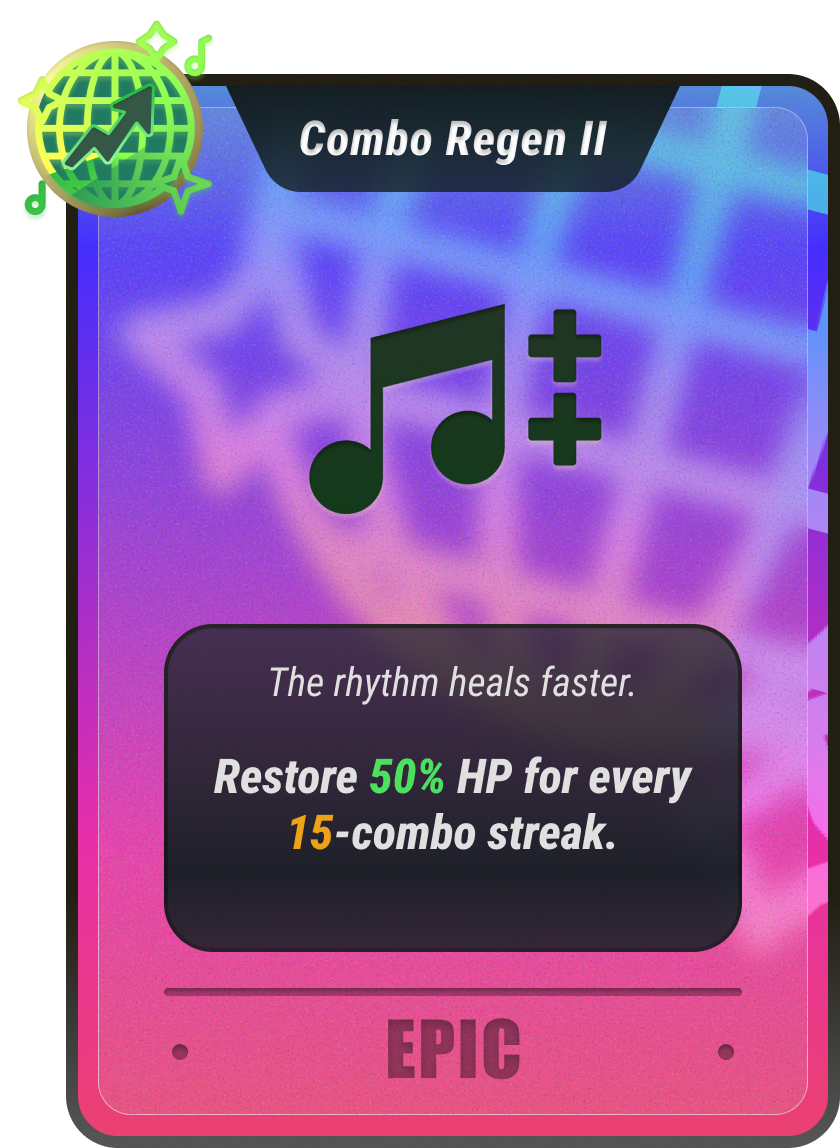 Combo Regen II
The rhythm heals faster.
Restore 50% HP for every
15-combo streak.
EPIC